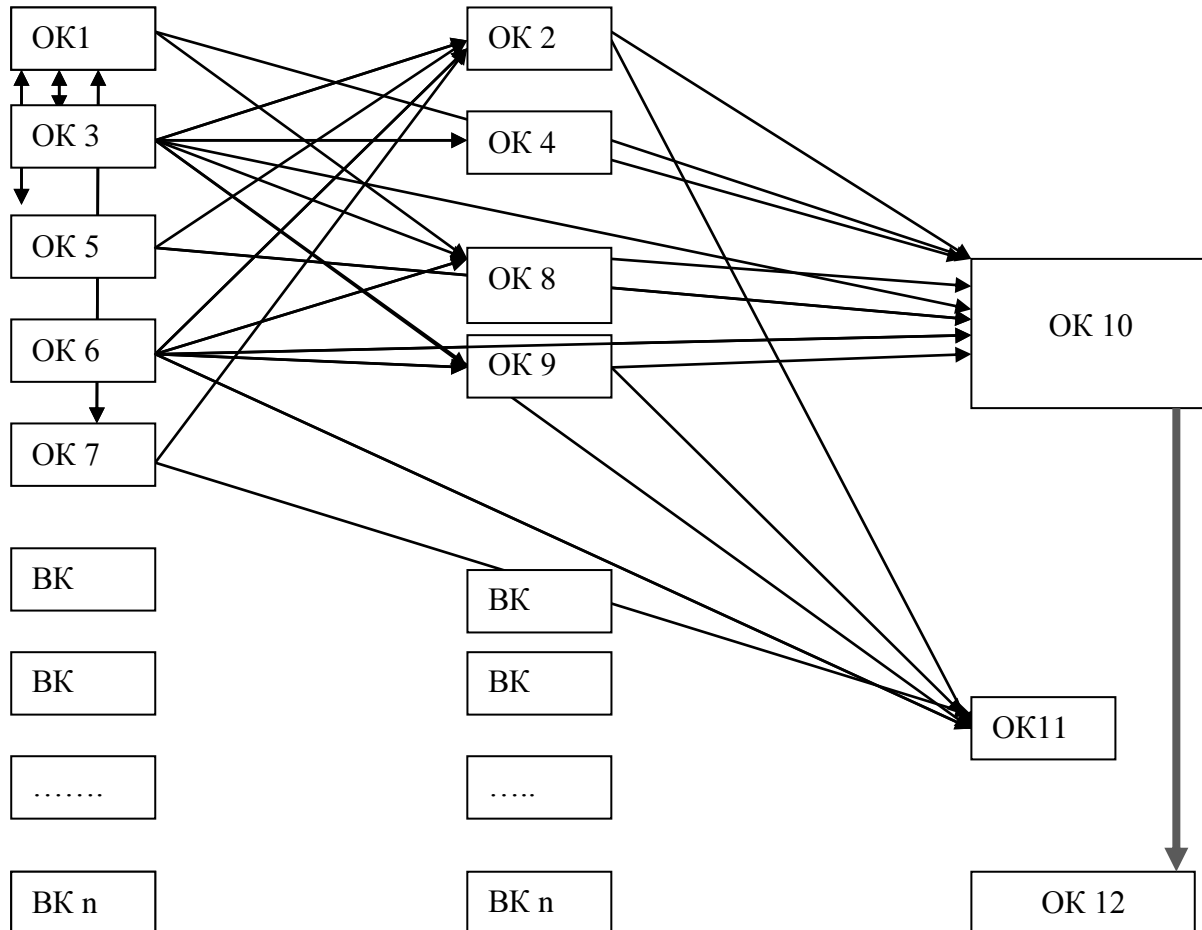 ОК1
ОК 3
ОК 5
ОК 6
ОК 7
ВК
ВК
…….
ВК n
ОК 2
ОК 4
ОК 8
ОК 9
ВК
ВК
…..
ВК n
ОК 10
ОК11
ОК 12